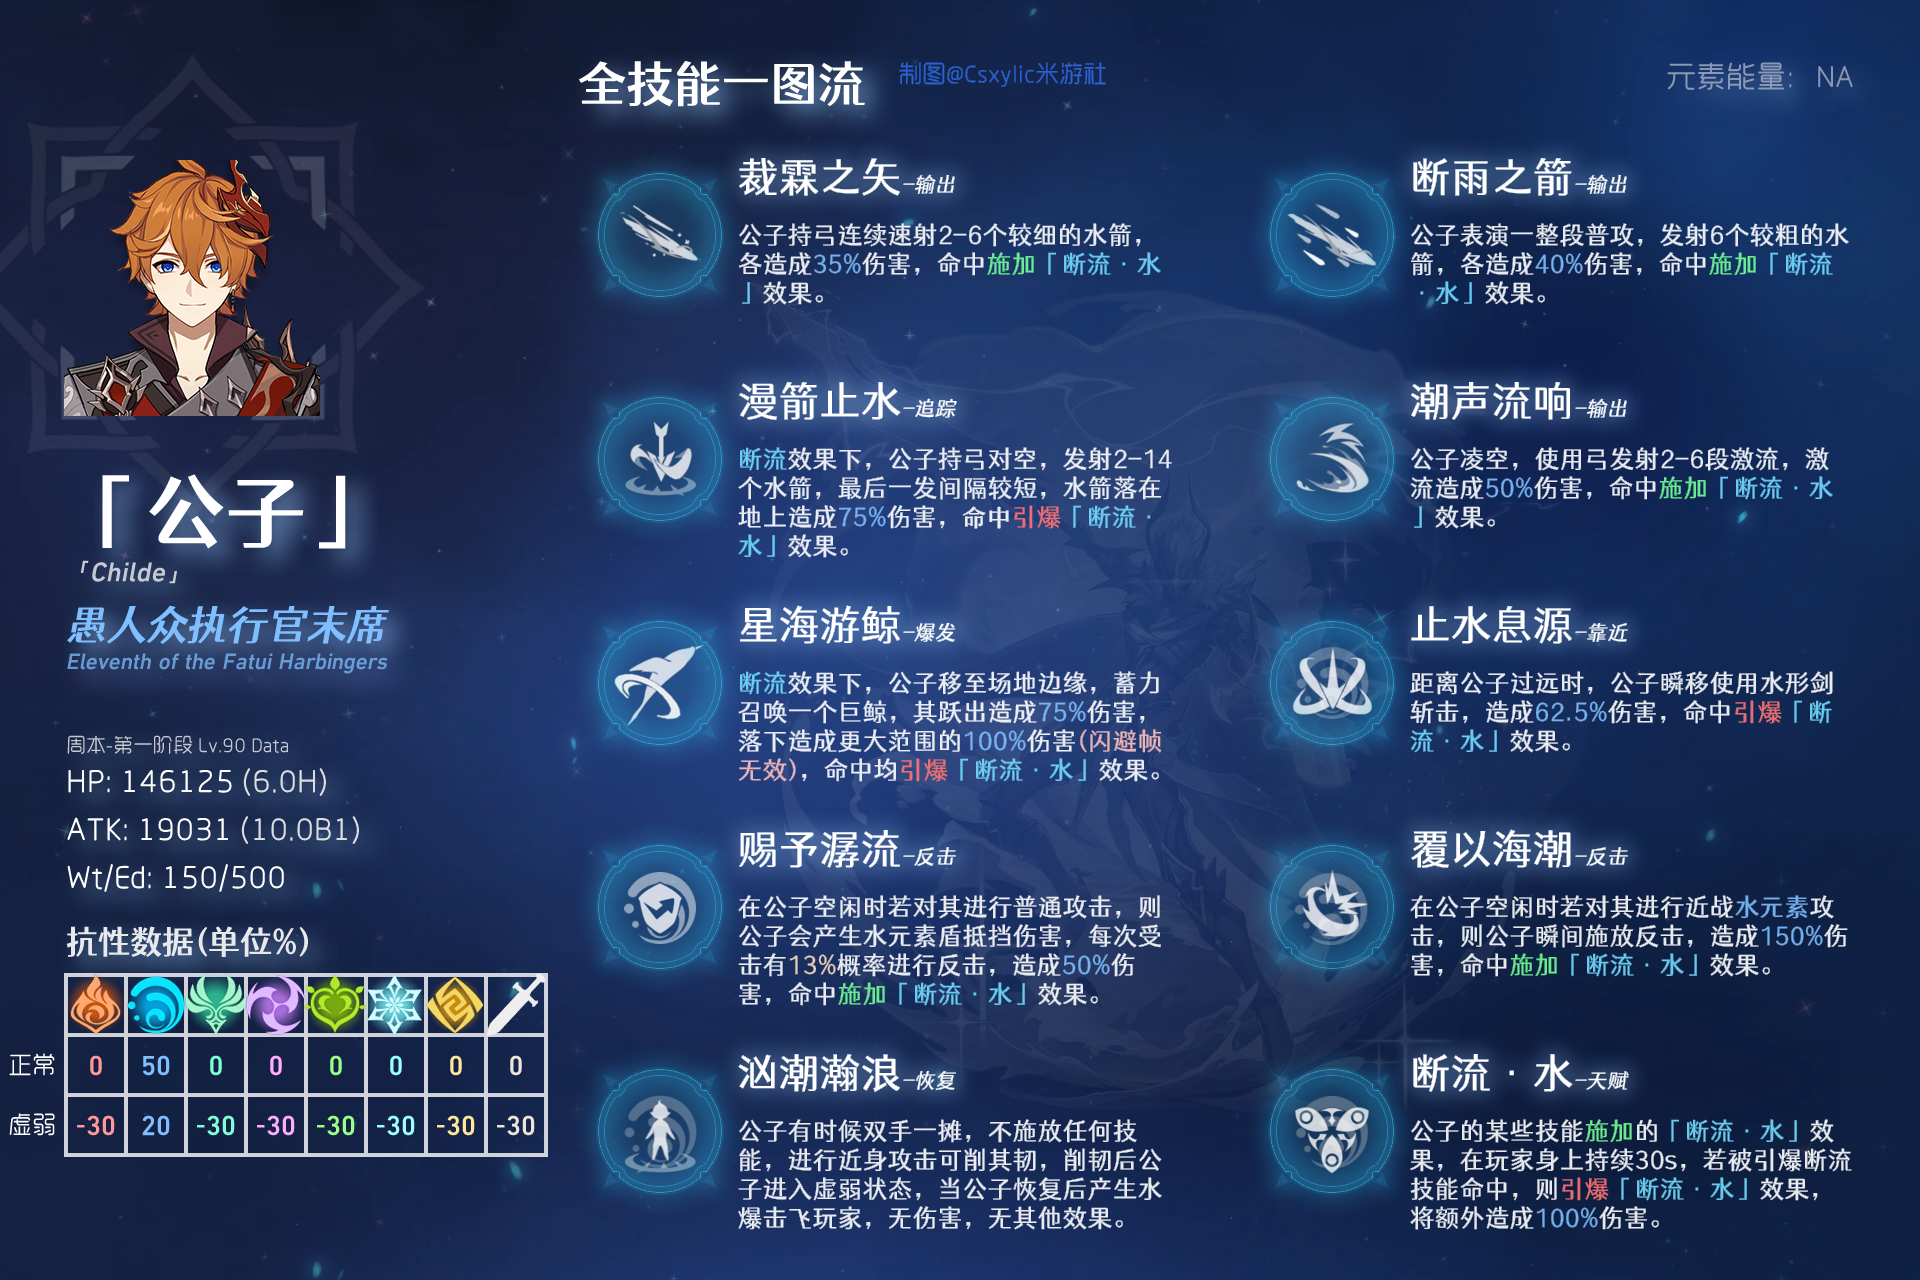 全技能一图流
制图@Csxylic米游社
元素能量: NA
「公子」
「Childe」
愚人众执行官末席
Eleventh of the Fatui Harbingers
周本-第一阶段 Lv.90 Data
HP: 146125 (6.0H)
ATK: 19031 (10.0B1)
Wt/Ed: 150/500
抗性数据(单位%)
正常 0 50 0 0 0 0 0 0
虚弱 -30 20 -30 -30 -30 -30 -30 -30
裁霖之矢-输出
公子持弓连续速射2-6个较细的水箭，
各造成35%伤害，命中施加「断流·水
」效果。
断雨之箭-输出
公子表演一整段普攻，发射6个较粗的水
箭，各造成40%伤害，命中施加「断流
·水」效果。
漫箭止水-追踪
断流效果下，公子持弓对空，发射2-14
个水箭，最后一发间隔较短，水箭落在
地上造成75%伤害，命中引爆「断流·
水」效果。
潮声流响-输出
公子凌空，使用弓发射2-6段激流，激
流造成50%伤害，命中施加「断流·水
」效果。
星海游鲸-爆发
断流效果下，公子移至场地边缘，蓄力
召唤一个巨鲸，其跃出造成75%伤害，
落下造成更大范围的100%伤害(闪避帧
无效)，命中均引爆「断流·水」效果。
止水息源-靠近
距离公子过远时，公子瞬移使用水形剑
斩击，造成62.5%伤害，命中引爆「断
流·水」效果。
赐予潺流-反击
在公子空闲时若对其进行普通攻击，则
公子会产生水元素盾抵挡伤害，每次受
击有13%概率进行反击，造成50%伤
害，命中施加「断流·水」效果。
覆以海潮-反击
在公子空闲时若对其进行近战水元素攻
击，则公子瞬间施放反击，造成150%伤
害，命中施加「断流·水」效果。
汹潮瀚浪-恢复
公子有时候双手一摊，不施放任何技
能，进行近身攻击可削其韧，削韧后公
子进入虚弱状态，当公子恢复后产生水
爆击飞玩家，无伤害，无其他效果。
断流·水-天赋
公子的某些技能施加的「断流·水」效
果，在玩家身上持续30s，若被引爆断流
技能命中，则引爆「断流·水」效果，
将额外造成100%伤害。